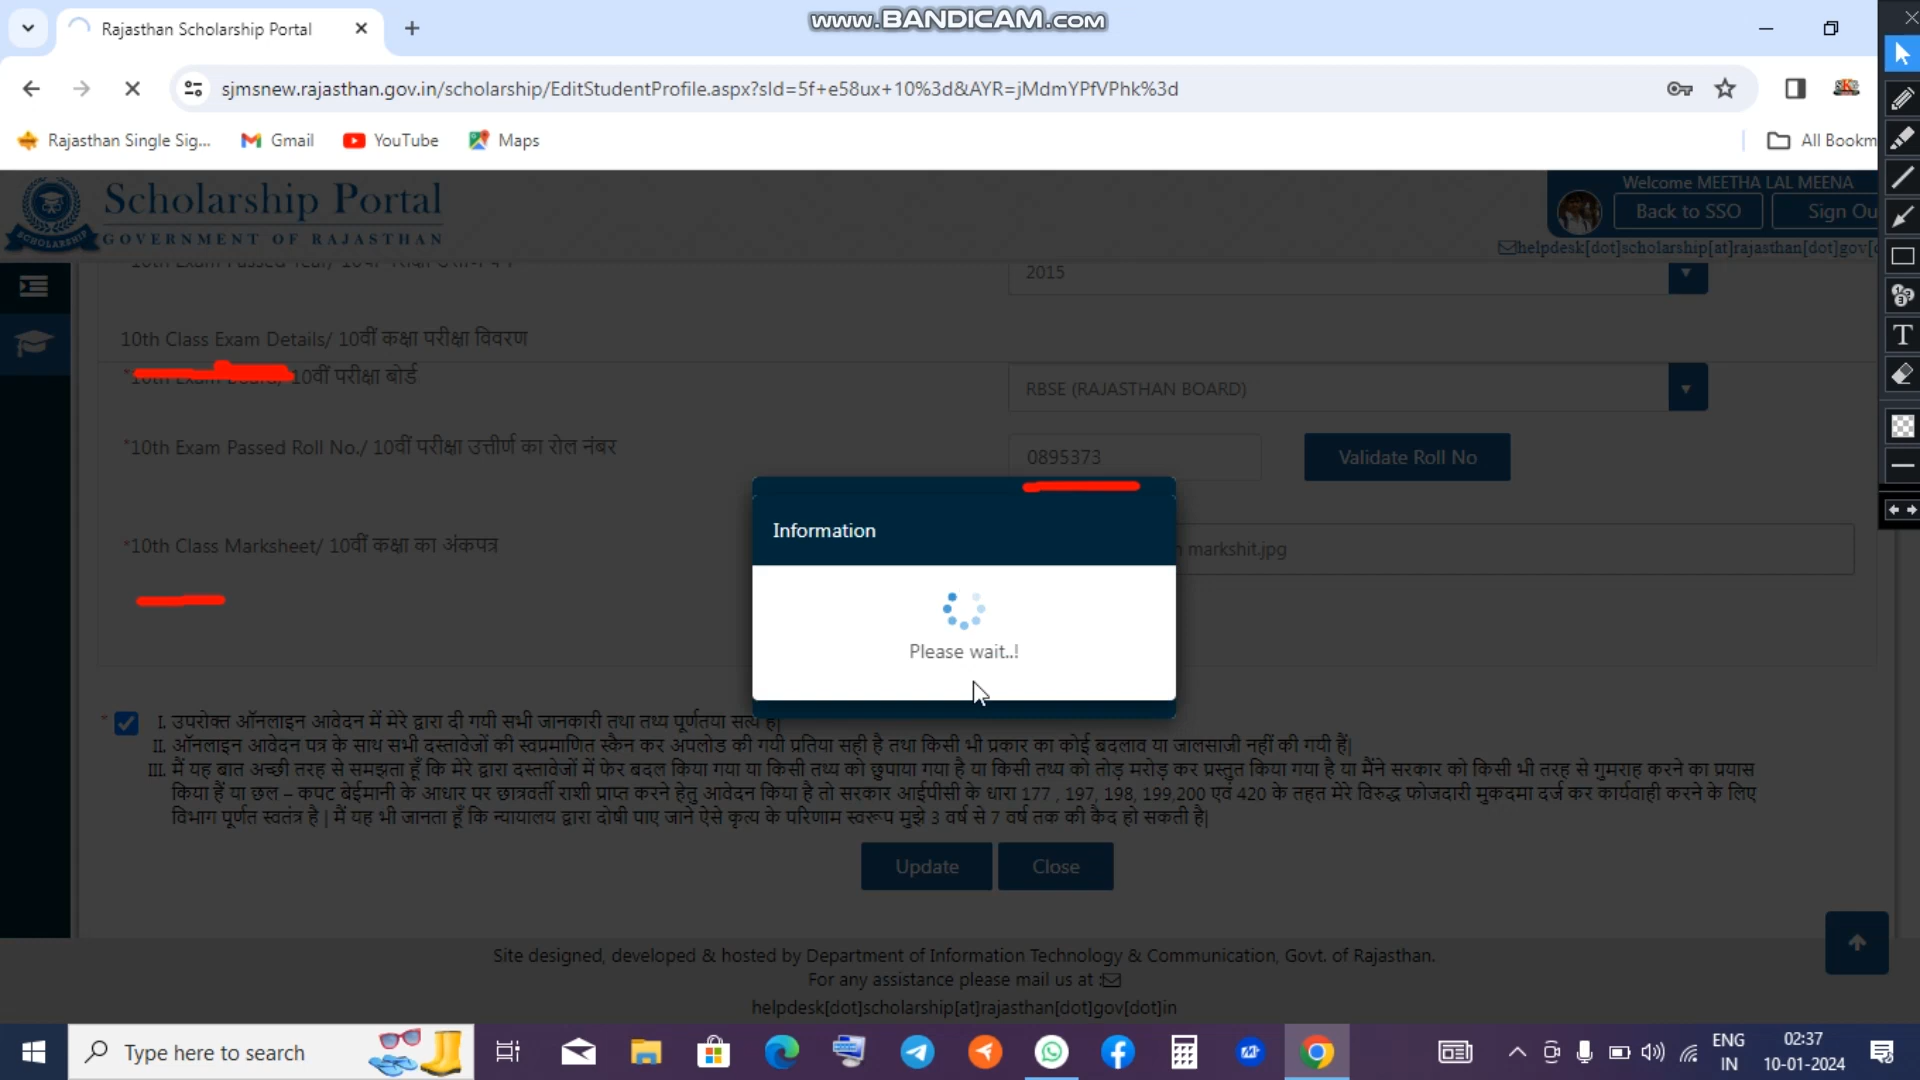 Rajasthan Scholarship Portal
www.BANDICAM.com
sjmsnew.rajasthan.gov.in/scholarship/EditStudentProfile.aspx?sId=5f+e58ux+10%3d&AYR=jMdmYPfVPhk%3d
Rajasthan Single Sig...
Gmail
YouTube
Maps
All Bookm
Scholarship Portal
GOVERNMENT OF RAJASTHAN
SCHOLARSHIP
Welcome MEETHA LAL MEENA
Back to SSO
Sign Ou
helpdesk[dot]scholarship[at]rajasthan[dot]gov[d
2015
10th Class Exam Details/ 10वीं कक्षा परीक्षा विवरण
*10th Exam Board/ 10वीं परीक्षा बोर्ड
RBSE (RAJASTHAN BOARD)
*10th Exam Passed Roll No./ 10वीं परीक्षा उत्तीर्ण का रोल नंबर
0895373
Validate Roll No
Information
*10th Class Marksheet/ 10वीं कक्षा का अंकपत्र
markshit.jpg
Please wait..!
* I. उपरोक्त ऑनलाइन आवेदन में मेरे द्वारा दी गयी सभी जानकारी तथा तथ्य पूर्णतया सत्य है|
II. ऑनलाइन आवेदन पत्र के साथ सभी दस्तावेजों की स्वप्रमाणित स्कैन कर अपलोड की गयी प्रतिया सही है तथा किसी भी प्रकार का कोई बदलाव या जालसाजी नहीं की गयी हैं|
III. मैं यह बात अच्छी तरह से समझता हूँ कि मेरे द्वारा दस्तावेजों में फेर बदल किया गया या किसी तथ्य को छुपाया गया है या किसी तथ्य को तोड़ मरोड़ कर प्रस्तुत किया गया है या मैंने सरकार को किसी भी तरह से गुमराह करने का प्रयास
किया हैं या छल – कपट बेईमानी के आधार पर छात्रवर्ती राशी प्राप्त करने हेतु आवेदन किया है तो सरकार आईपीसी के धारा 177 , 197, 198, 199,200 एवं 420 के तहत मेरे विरुद्ध फोजदारी मुकदमा दर्ज कर कार्यवाही करने के लिए
विभाग पूर्णत स्वतंत्र है | मैं यह भी जानता हूँ कि न्यायालय द्वारा दोषी पाए जाने ऐसे कृत्य के परिणाम स्वरूप मुझे 3 वर्ष से 7 वर्ष तक की कैद हो सकती है|
Update
Close
Site designed, developed & hosted by Department of Information Technology & Communication, Govt. of Rajasthan.
For any assistance please mail us at :
helpdesk[dot]scholarship[at]rajasthan[dot]gov[dot]in
Type here to search
ENG
IN
02:37
10-01-2024